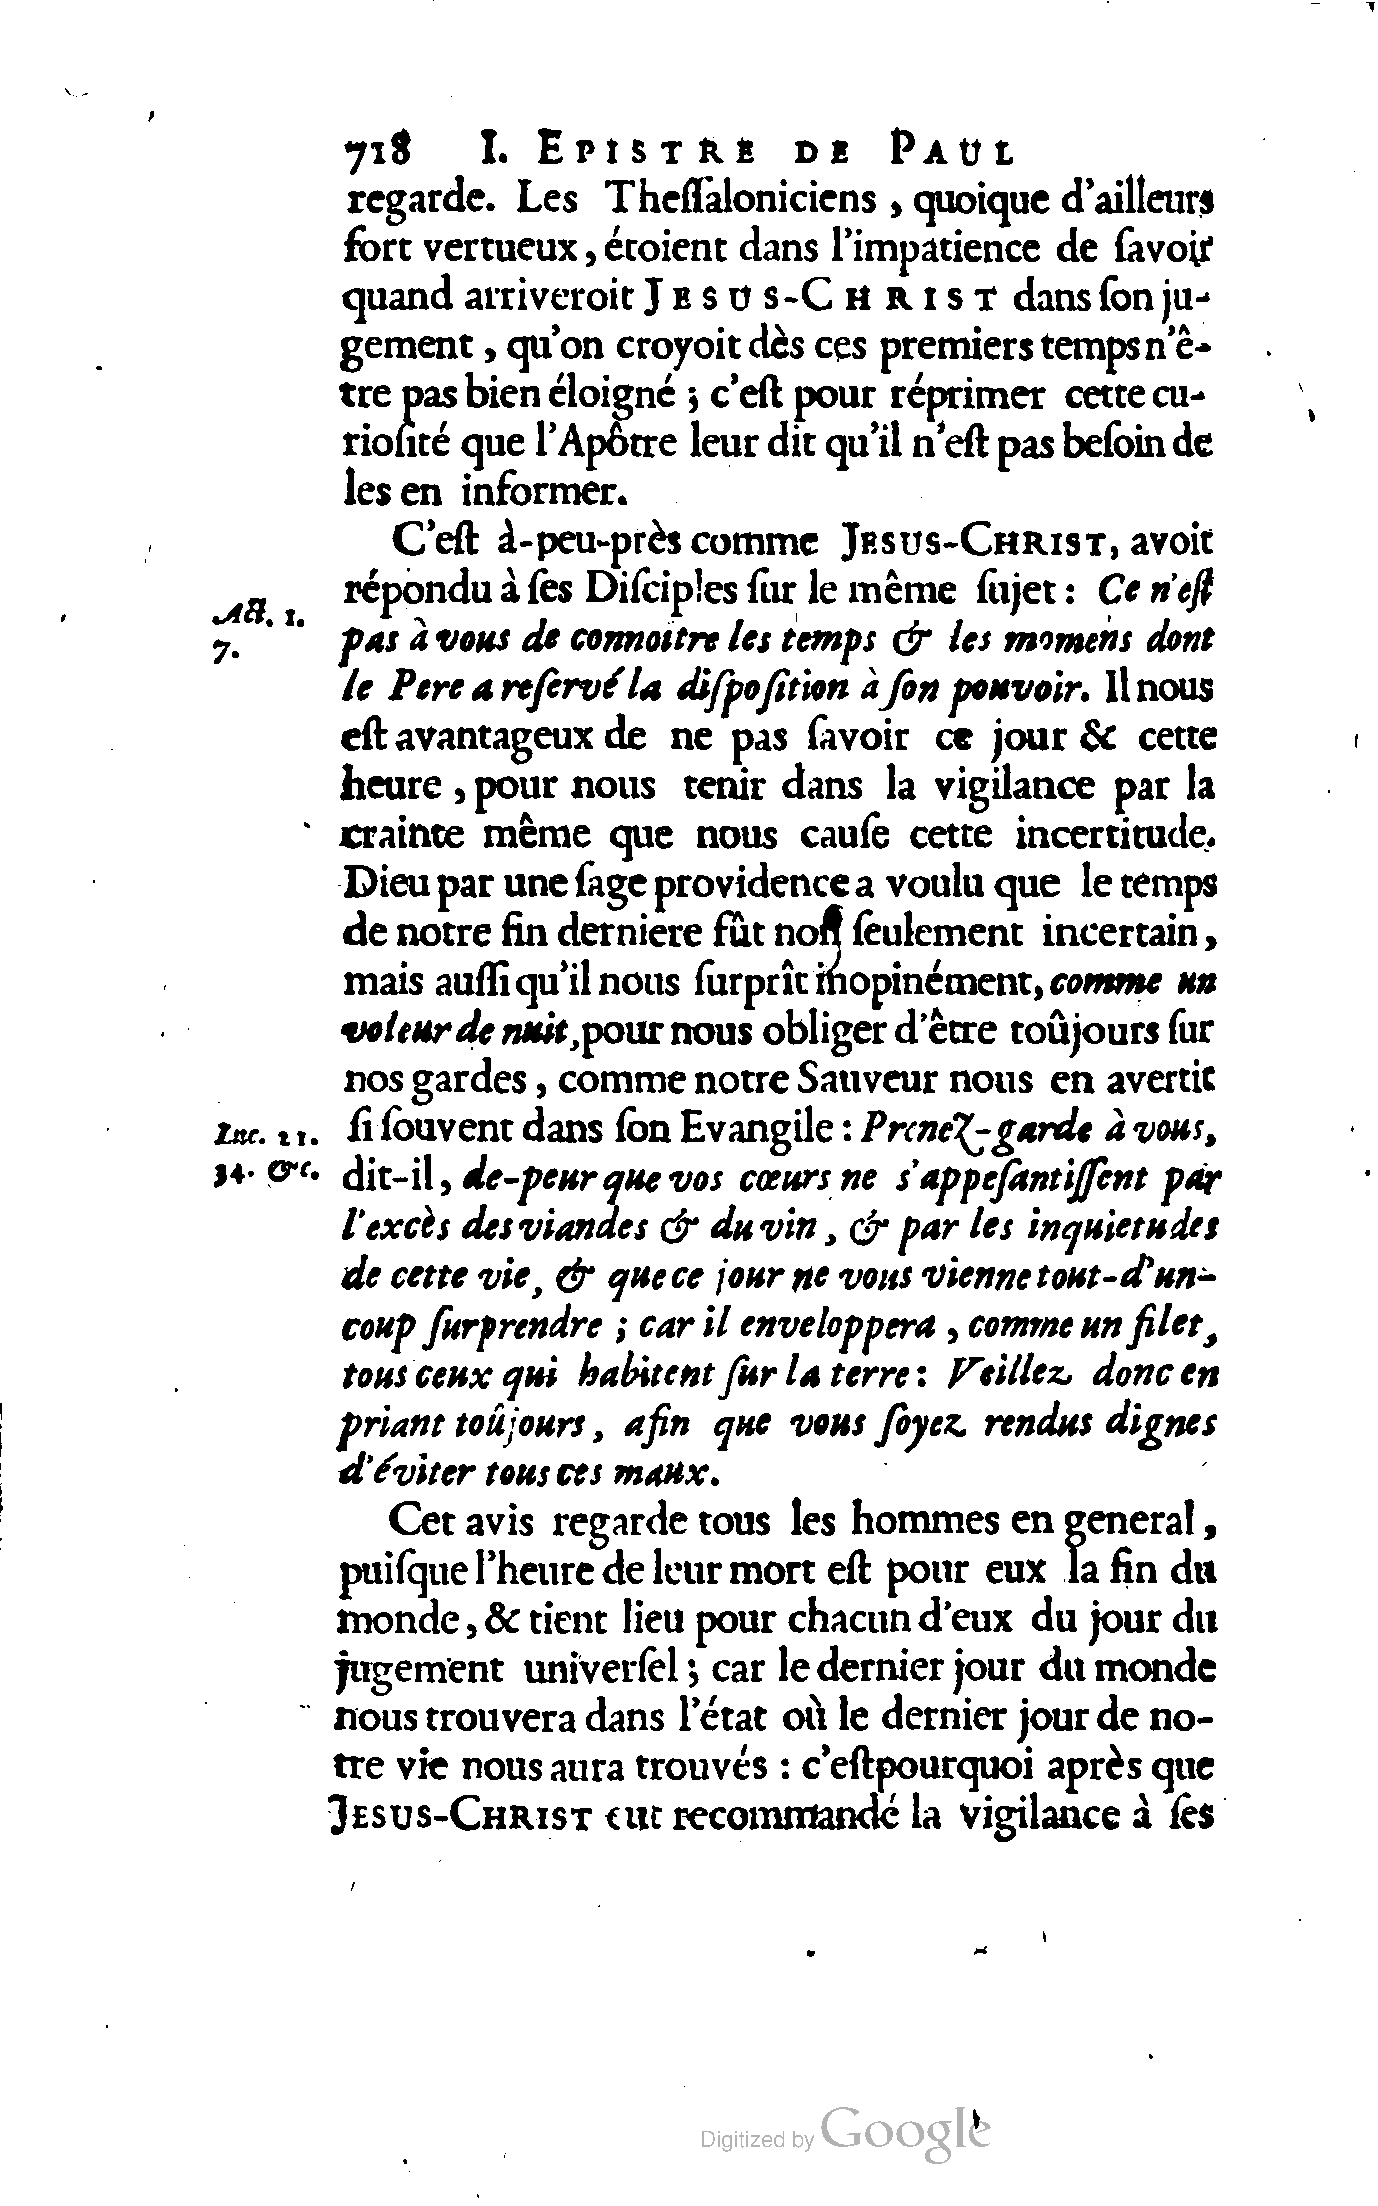 718 I. EPISTRE DE PAUL
regarde. Les Theſſaloniciens, quoique d'ailleurs
fort vertueux, étoient dans l'impatience de ſavoir
quand arriveroit JESUS-CHRIST dans ſon ju-
gement, qu'on croyoit dès ces premiers temps n'ê-
tre pas bien éloigné; c'eſt pour réprimer cette cu-
rioſité que l'Apôtre leur dit qu'il n'eſt pas beſoin de
les en informer.
C'eſt à-peu-près comme JESUS-CHRIST, avoit
répondu à ſes Diſciples ſur le même ſujet: Ce n'eſt
Act. 1.
7.
pas à vous de connoitre les temps & les momens dont
le Pere a reſervé la diſpoſition à ſon pouvoir. Il nous
eſt avantageux de ne pas ſavoir ce jour & cette
heure, pour nous tenir dans la vigilance par la
crainte même que nous cauſe cette incertitude.
Dieu par une ſage providence a voulu que le temps
de notre fin derniere fût non ſeulement incertain,
mais auſſi qu'il nous ſurprît inopinément, comme un
voleur de nuit, pour nous obliger d'être toûjours ſur
nos gardes, comme notre Sauveur nous en avertit
Luc. 21.
34. &c.
ſi ſouvent dans ſon Evangile: Prenez-garde à vous,
dit-il, de-peur que vos cœurs ne s'appeſantiſſent par
l'excès des viandes & du vin, & par les inquietudes
de cette vie, & que ce jour ne vous vienne tout-d'un-
coup ſurprendre; car il enveloppera, comme un filet,
tous ceux qui habitent ſur la terre: Veillez donc en
priant toûjours, afin que vous ſoyez rendus dignes
d'éviter tous ces maux.
Cet avis regarde tous les hommes en general,
puiſque l'heure de leur mort eſt pour eux la fin du
monde, & tient lieu pour chacun d'eux du jour du
jugement univerſel; car le dernier jour du monde
nous trouvera dans l'état où le dernier jour de no-
tre vie nous aura trouvés: c'eſtpourquoi après que
JESUS-CHRIST eut recommandé la vigilance à ſes
Digitized by Google